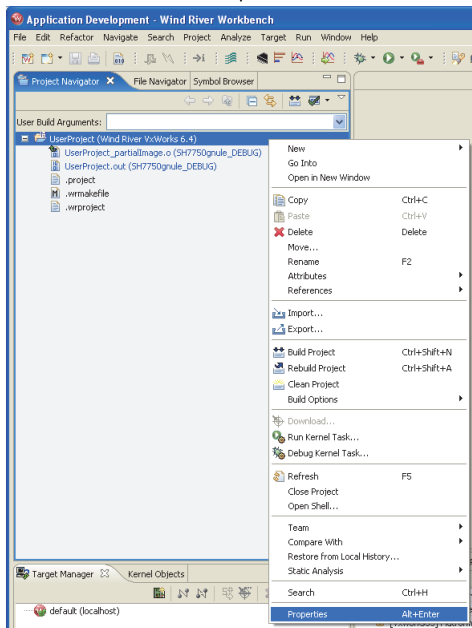 Application Development - Wind River Workbench
File Edit Refactor Navigate Search Project Analyze Target Run Window Help
Project Navigator File Navigator Symbol Browser
User Build Arguments:
UserProject (Wind River VxWorks 6.4)
UserProject_partialImage.o (SH7750gnule_DEBUG)
UserProject.out (SH7750gnule_DEBUG)
.project
.wrmakefile
.wrproject
New
Go Into
Open in New Window
Copy Ctrl+C
Paste Ctrl+V
Delete Delete
Move...
Rename F2
Attributes
References
Import...
Export...
Build Project Ctrl+Shift+N
Rebuild Project Ctrl+Shift+A
Clean Project
Build Options
Download...
Run Kernel Task...
Debug Kernel Task...
Refresh F5
Close Project
Open Shell...
Team
Compare With
Restore from Local History...
Static Analysis
Search Ctrl+H
Properties Alt+Enter
Target Manager Kernel Objects
default (localhost)